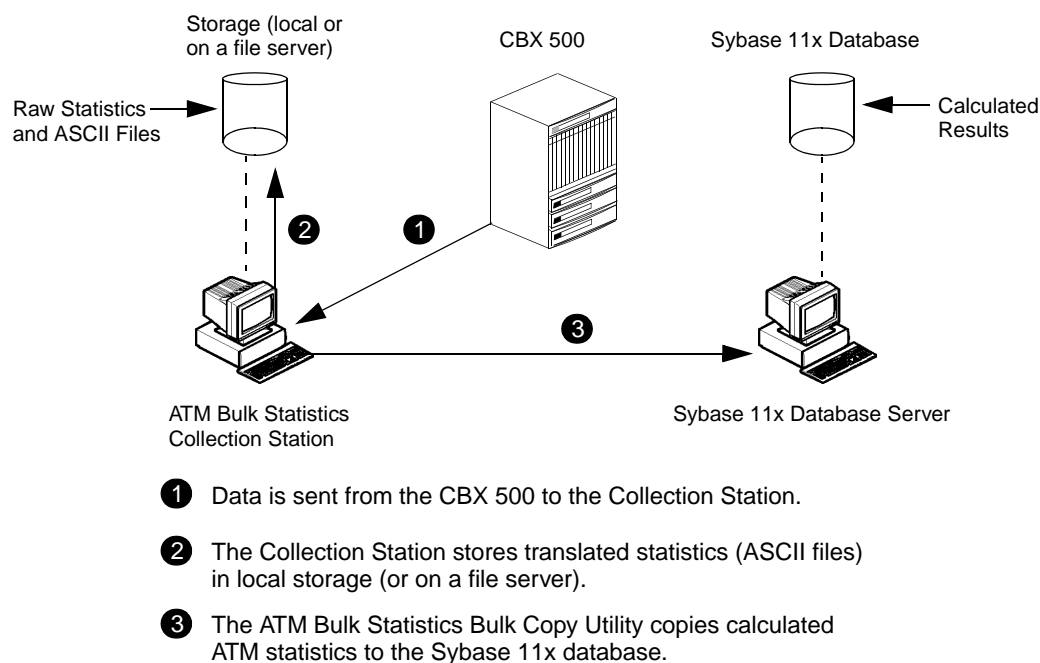 Storage (local or
on a file server)
CBX 500
Sybase 11x Database
Raw Statistics
and ASCII Files
Calculated
Results
2
1
3
ATM Bulk Statistics
Collection Station
Sybase 11x Database Server
1 Data is sent from the CBX 500 to the Collection Station.
2 The Collection Station stores translated statistics (ASCII files)
in local storage (or on a file server).
3 The ATM Bulk Statistics Bulk Copy Utility copies calculated
ATM statistics to the Sybase 11x database.